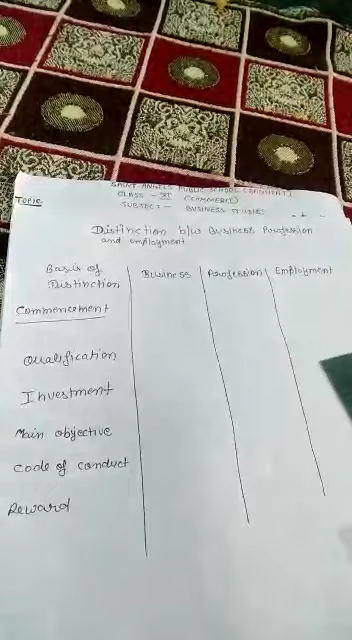 SAINT ANGELS PUBLIC SCHOOL
CLASS - XI (COMMERCE)
TOPIC
SUBJECT - BUSINESS STUDIES
Distinction b/w Business Profession
and employment
Basis of Distinction Business Profession Employment
Commencement
Qualification
Investment
Main objective
Code of conduct
Reward